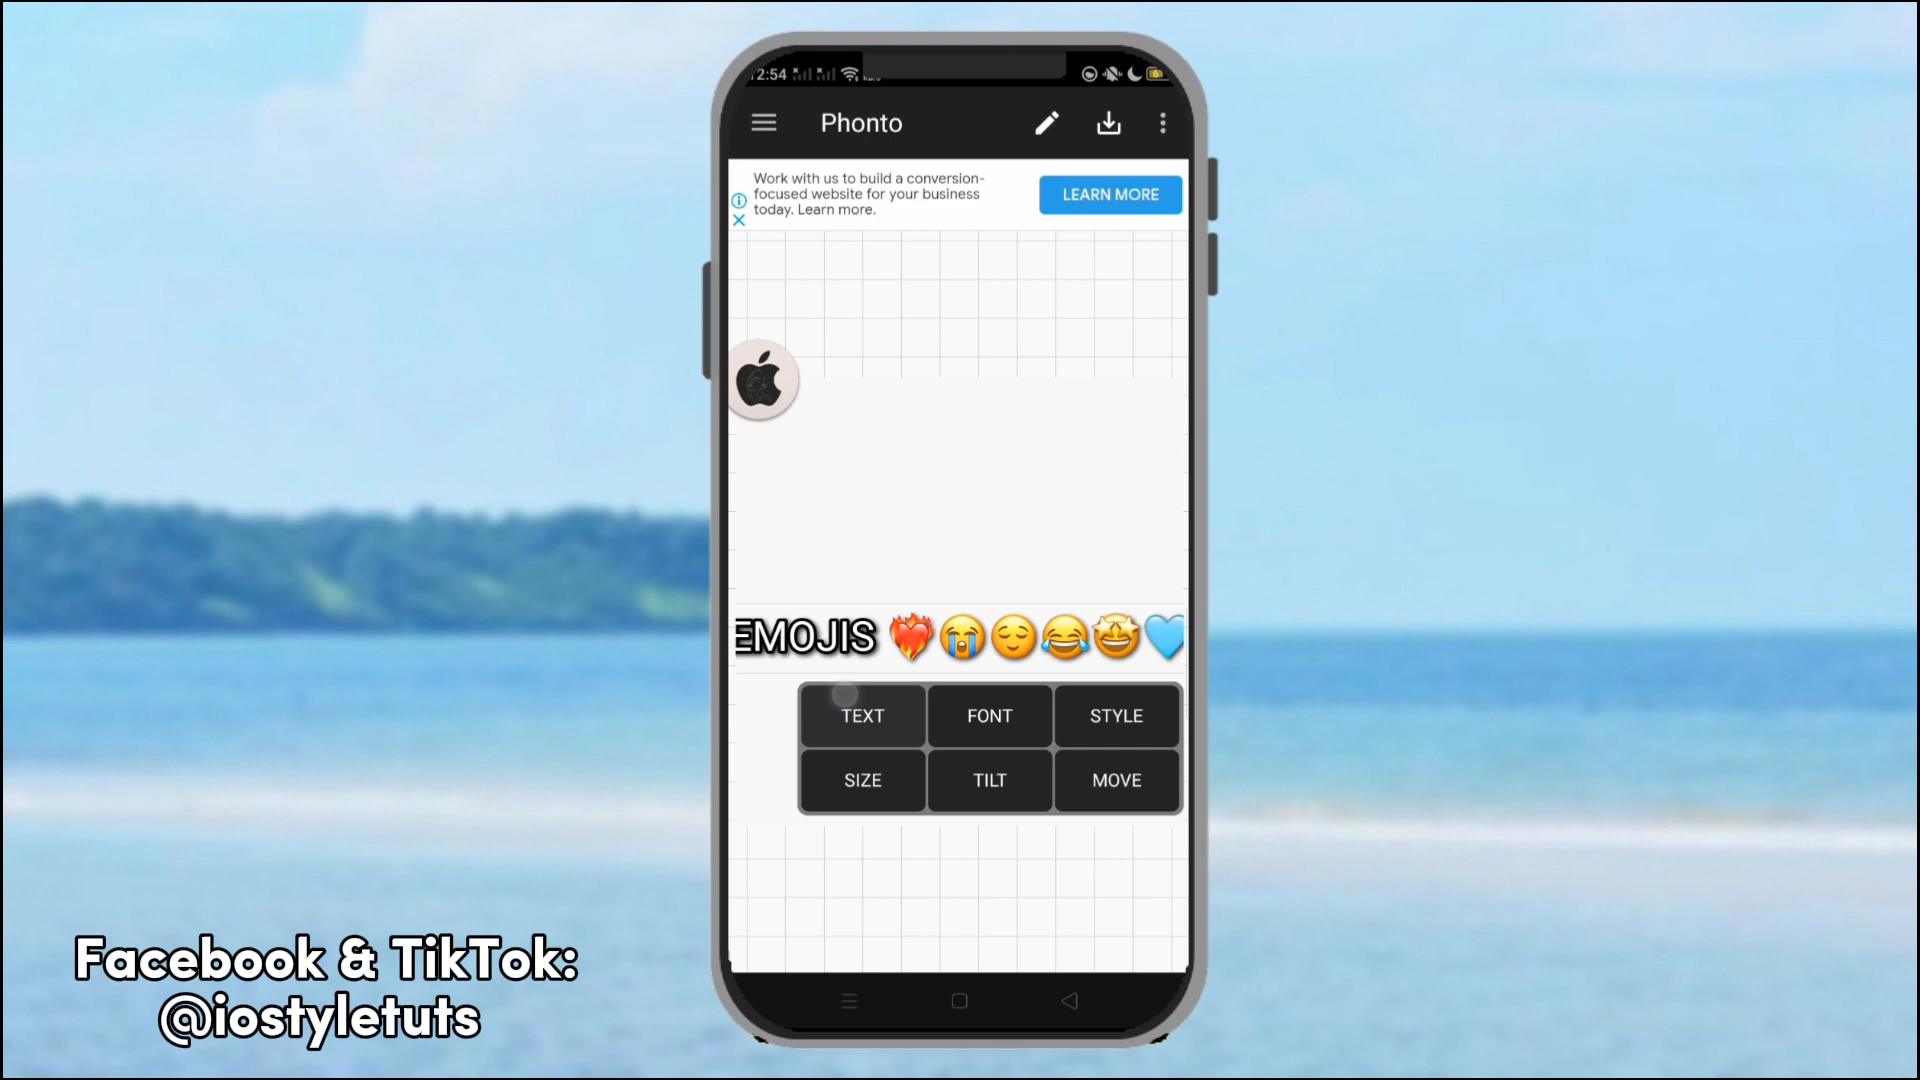 12:54
Phonto
Work with us to build a conversion-
focused website for your business
today. Learn more.
LEARN MORE
EMOJIS ❤️‍🔥😭😌😂🤩🩵
TEXT FONT STYLE
SIZE TILT MOVE
Facebook & TikTok:
@iostyletuts